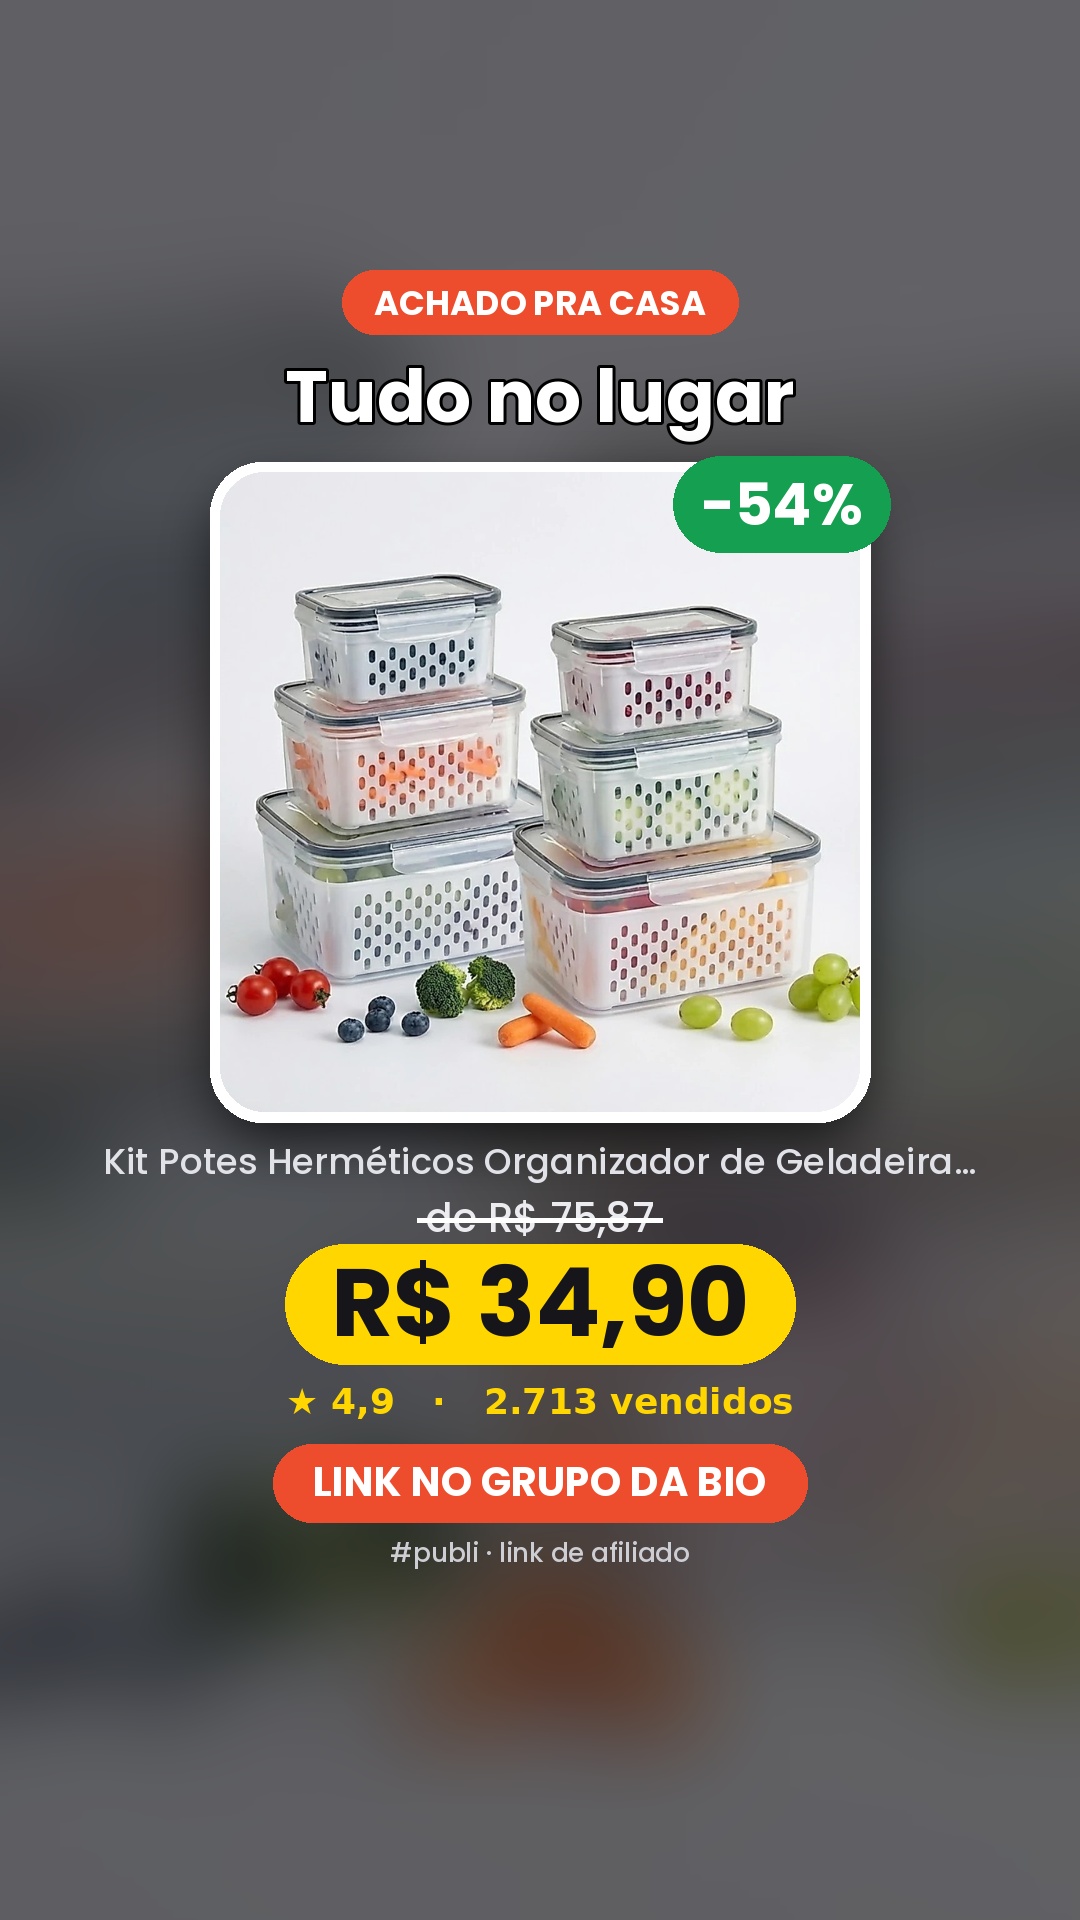 ACHADO PRA CASA
Tudo no lugar
-54%
Kit Potes Herméticos Organizador de Geladeira...
de R$ 75,87
R$ 34,90
★ 4,9 · 2.713 vendidos
LINK NO GRUPO DA BIO
#publi · link de afiliado